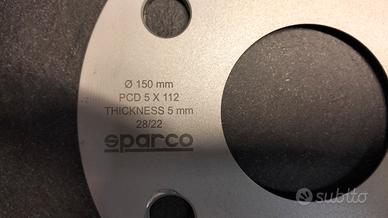 Ø 150 mm
PCD 5 X 112
THICKNESS 5 mm
28/22
sparco
subito